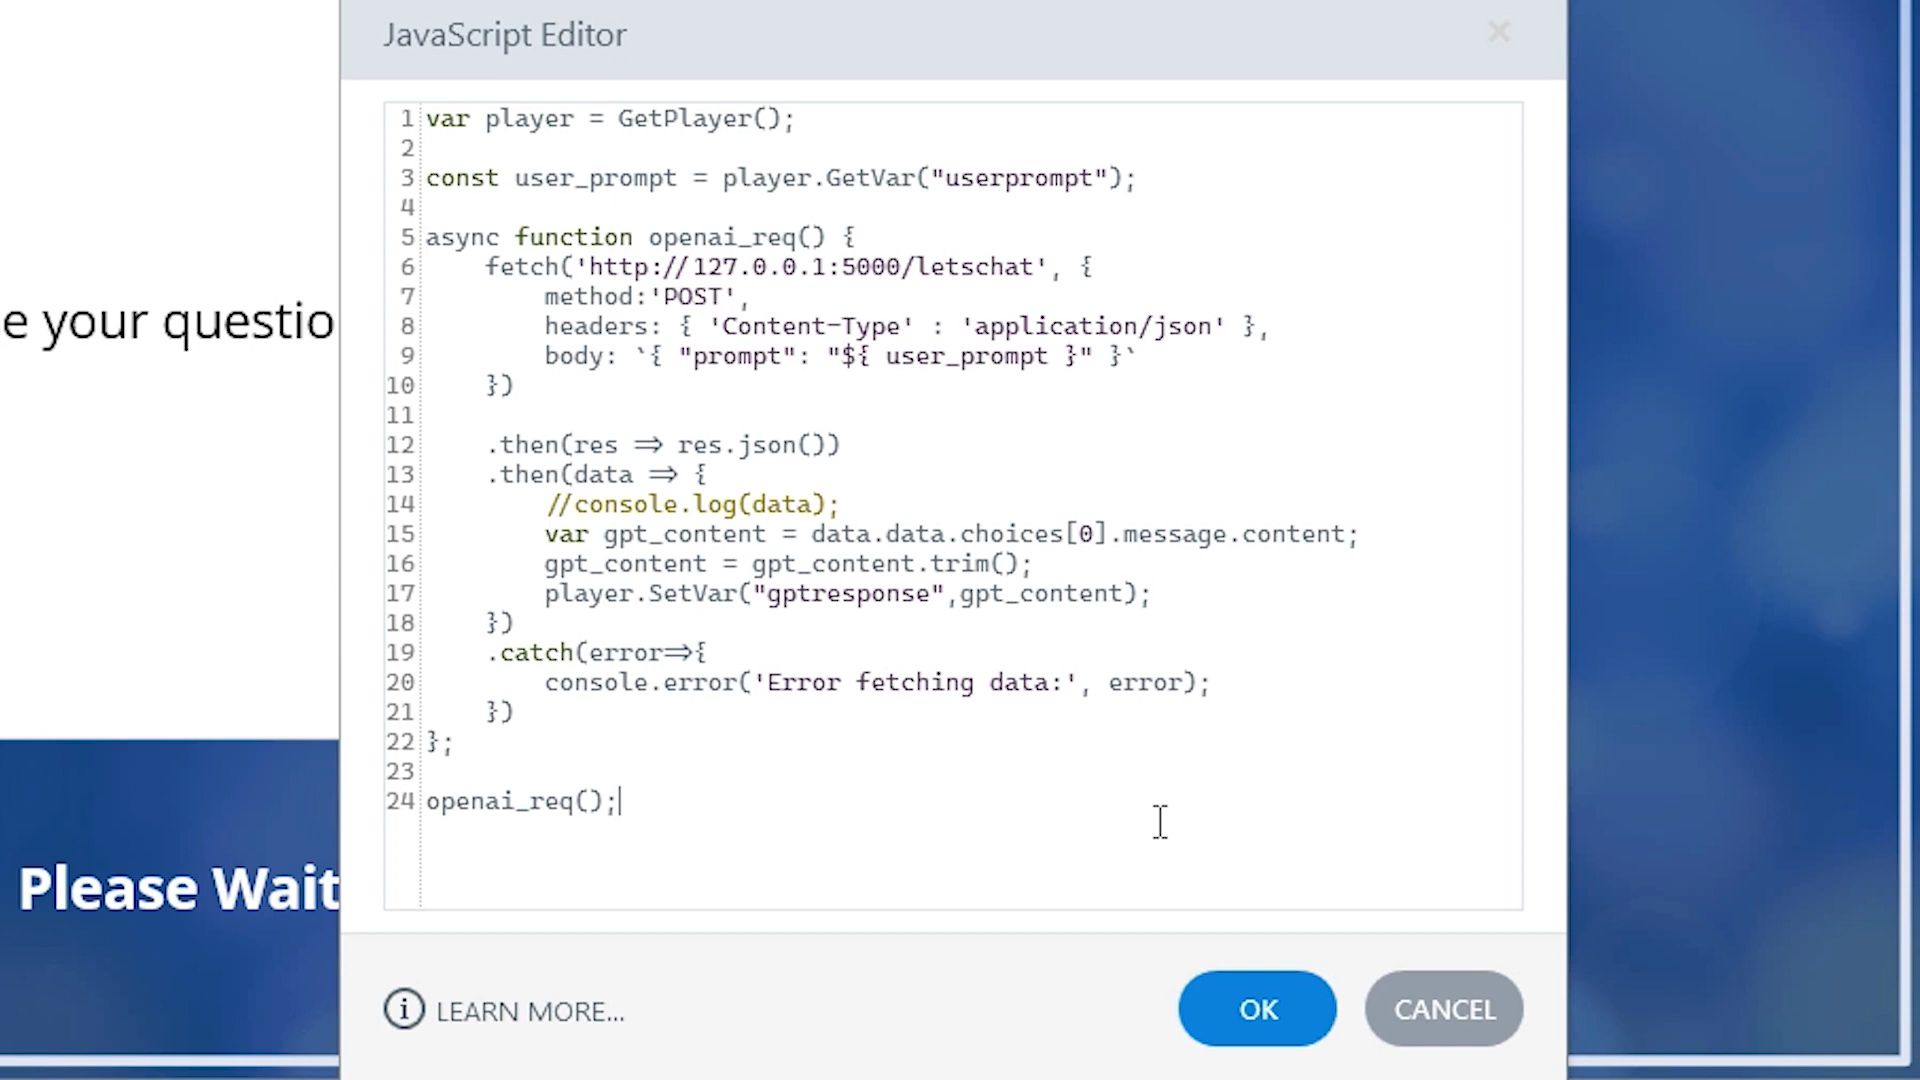 JavaScript Editor
×
1 var player = GetPlayer();
2
3 const user_prompt = player.GetVar("userprompt");
4
5 async function openai_req() {
6     fetch('http://127.0.0.1:5000/letschat', {
7         method:'POST',
8         headers: { 'Content-Type' : 'application/json' },
9         body: `{ "prompt": "${ user_prompt }" }`
10     })
11
12     .then(res => res.json())
13     .then(data => {
14         //console.log(data);
15         var gpt_content = data.data.choices[0].message.content;
16         gpt_content = gpt_content.trim();
17         player.SetVar("gptresponse",gpt_content);
18     })
19     .catch(error=>{
20         console.error('Error fetching data:', error);
21     })
22 };
23
24 openai_req();
e your questio
Please Wait
i LEARN MORE...
OK
CANCEL